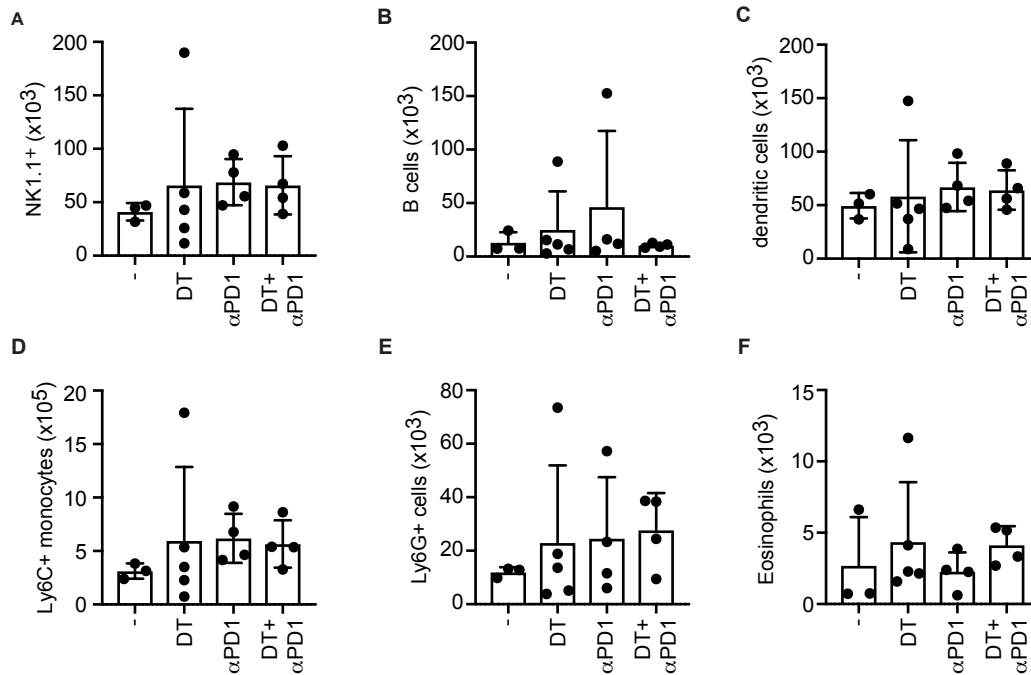 A
NK1.1+ (x10³)
200
150
100
50
0
-
DT
αPD1
DT+
αPD1
B
B cells (x10³)
200
150
100
50
0
-
DT
αPD1
DT+
αPD1
C
dendritic cells (x10³)
200
150
100
50
0
-
DT
αPD1
DT+
αPD1
D
Ly6C+ monocytes (x10⁵)
20
15
10
5
0
-
DT
αPD1
DT+
αPD1
E
Ly6G+ cells (x10³)
80
60
40
20
0
-
DT
αPD1
DT+
αPD1
F
Eosinophils (x10³)
15
10
5
0
-
DT
αPD1
DT+
αPD1